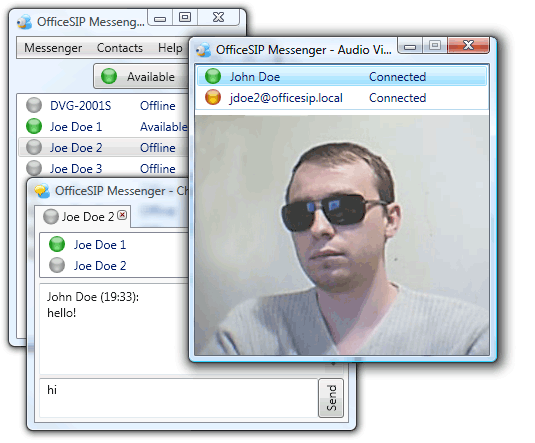 OfficeSIP Messeng...
Messenger Contacts Help
Available
DVG-2001S Offline
Joe Doe 1 Available
Joe Doe 2 Offline
Joe Doe 3 Offline
OfficeSIP Messenger - Audio Vi...
John Doe Connected
jdoe2@officesip.local Connected
OfficeSIP Messenger - Ch
Joe Doe 2
Joe Doe 1
Joe Doe 2
John Doe (19:33):
hello!
hi
Send